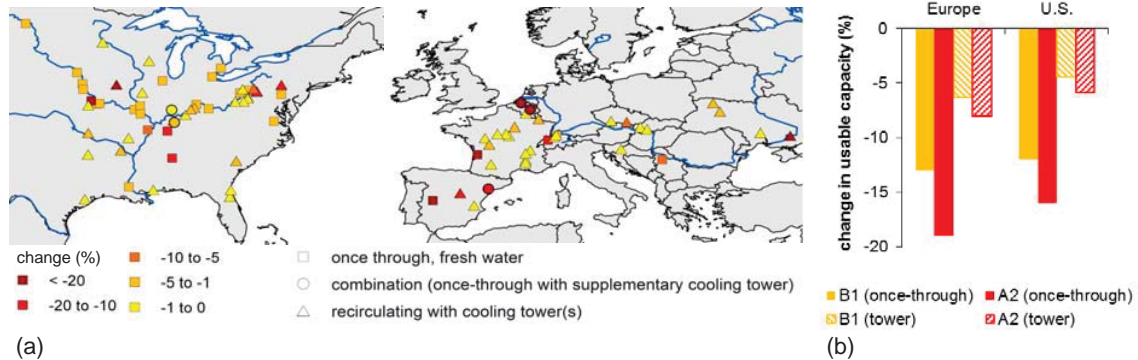 change (%)
< -20
-20 to -10
-10 to -5
-5 to -1
-1 to 0
once through, fresh water
combination (once-through with supplementary cooling tower)
recirculating with cooling tower(s)
(a)
Europe
U.S.
change in usable capacity (%)
0
-5
-10
-15
-20
B1 (once-through)
A2 (once-through)
B1 (tower)
A2 (tower)
(b)